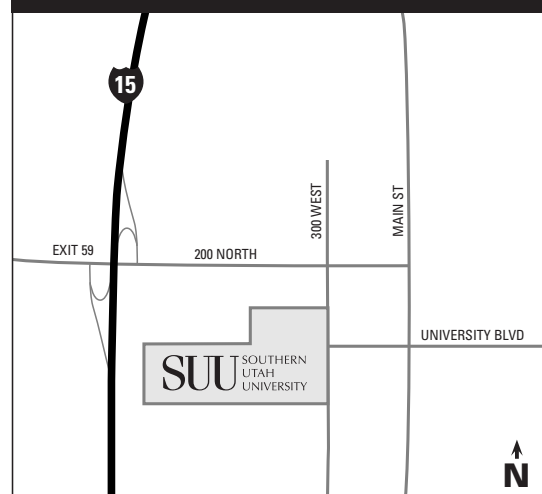 15
300 WEST
MAIN ST
EXIT 59
200 NORTH
UNIVERSITY BLVD
SUU SOUTHERN
UTAH
UNIVERSITY
N